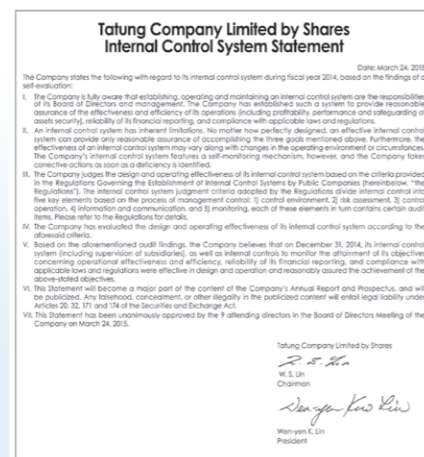 Tatung Company Limited by Shares
Internal Control System Statement
Date: March 24, 2015
The Company states the following with regard to its internal control system during fiscal year 2014, based on the findings of a
self-evaluation:
I. The Company is fully aware that establishing, operating and maintaining an internal control system are the responsibilities
of its Board of Directors and management. The Company has established such a system to provide reasonable
assurance of the effectiveness and efficiency of its operations (including profitability, performance and safeguarding of
assets security), reliability of its financial reporting, and compliance with applicable laws and regulations.
II. An internal control system has inherent limitations. No matter how perfectly designed, an effective internal control
system can provide only reasonable assurance of accomplishing the three goals mentioned above. Furthermore, the
effectiveness of an internal control system may vary along with changes in the operating environment or circumstances.
The Company's internal control system features a self-monitoring mechanism, however, and the Company takes
corrective actions as soon as a deficiency is identified.
III. The Company judges the design and operating effectiveness of its internal control system based on the criteria provided
in the Regulations Governing the Establishment of Internal Control Systems by Public Companies (hereinbelow, "the
Regulations"). The internal control system judgment criteria adopted by the Regulations divide internal control into
five key elements based on the process of management control: 1) control environment, 2) risk assessment, 3) control
operation, 4) information and communication, and 5) monitoring, each of these elements in turn contains certain audit
items. Please refer to the Regulations for details.
IV. The Company has evaluated the design and operating effectiveness of its internal control system according to the
aforesaid criteria.
V. Based on the aforementioned audit findings, the Company believes that on December 31, 2014, its internal control
system (including supervision of subsidiaries), as well as internal controls to monitor the attainment of its objectives
concerning operational effectiveness and efficiency, reliability of its financial reporting, and compliance with
applicable laws and regulations were effective in design and operation and reasonably assured the achievement of the
above-stated objectives.
VI. This Statement will become a major part of the content of the Company's Annual Report and Prospectus, and will
be publicized. Any falsehood, concealment, or other illegality in the publicized content will entail legal liability under
Articles 20, 32, 171 and 174 of the Securities and Exchange Act.
VII. This Statement has been unanimously approved by the 9 attending directors in the Board of Directors Meeting of the
Company on March 24, 2015.
Tatung Company Limited by Shares
W. S. Lin
Chairman
Wen-yen K. Lin
President